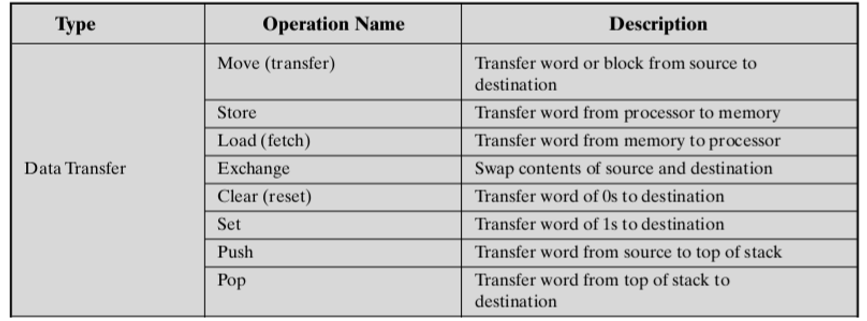 Type Operation Name Description
Move (transfer) Transfer word or block from source to
destination
Store Transfer word from processor to memory
Load (fetch) Transfer word from memory to processor
Data Transfer Exchange Swap contents of source and destination
Clear (reset) Transfer word of 0s to destination
Set Transfer word of 1s to destination
Push Transfer word from source to top of stack
Pop Transfer word from top of stack to
destination